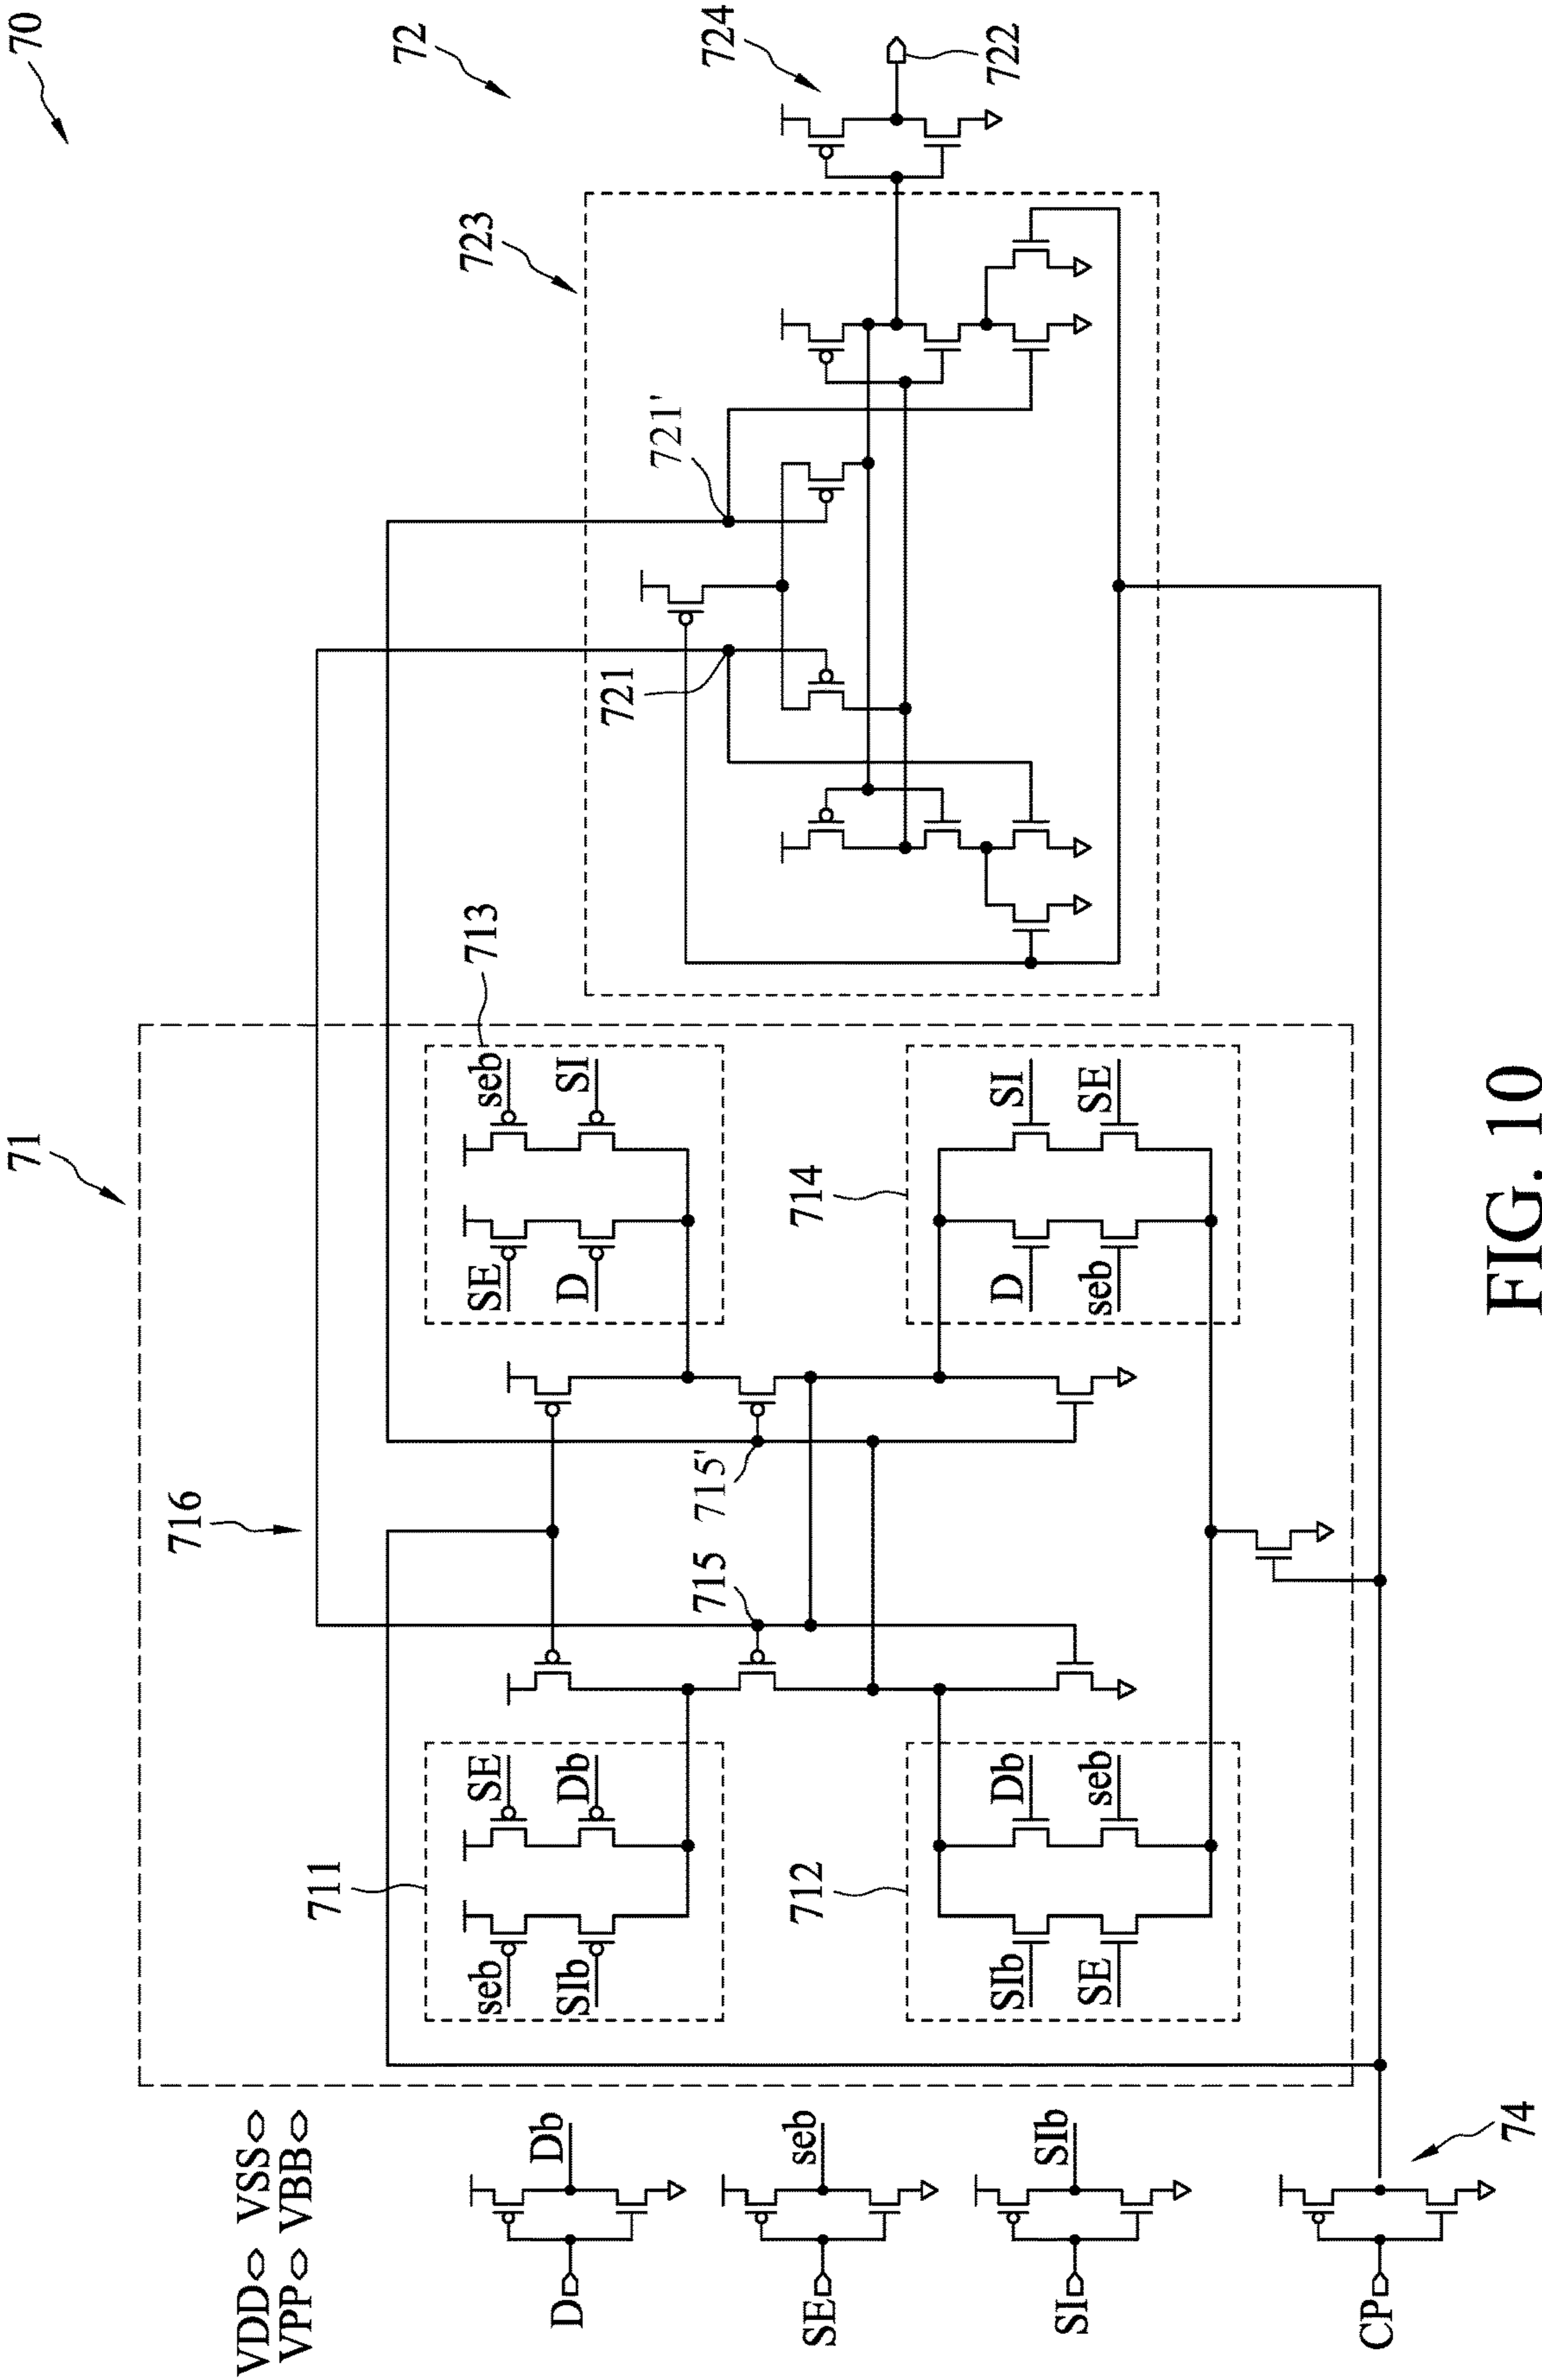 70
71
72
716
VDD VSS
VPP VBB
D
Db
SE
seb
SI
SIb
CP
74
711
seb
SIb
SE
Db
712
SIb
SE
Db
seb
715
715'
713
SE
D
seb
SI
714
D
seb
SI
SE
723
721
721'
724
722
FIG. 10